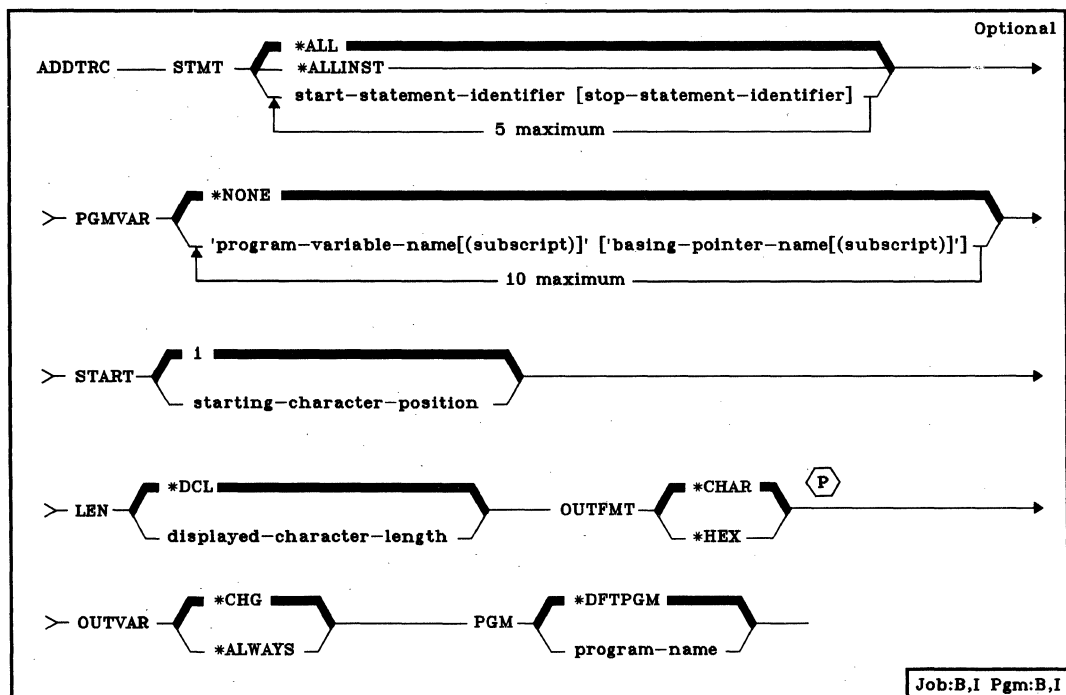 Optional
*ALL
ADDTRC STMT *ALLINST
start-statement-identifier [stop-statement-identifier]
5 maximum
*NONE
PGMVAR
'program-variable-name[(subscript)]' ['basing-pointer-name[(subscript)]']
10 maximum
1
START
starting-character-position
*DCL *CHAR P
LEN OUTFMT
displayed-character-length *HEX
*CHG *DFTPGM
OUTVAR PGM
*ALWAYS program-name
Job:B,I Pgm:B,I